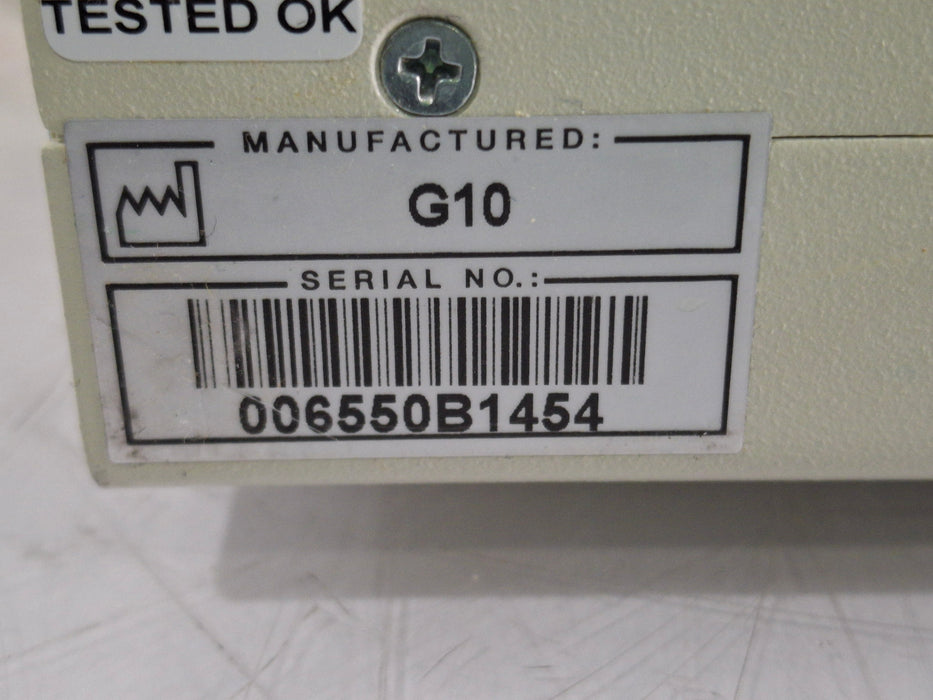 TESTED OK
MANUFACTURED:
G10
SERIAL NO.:
006550B1454